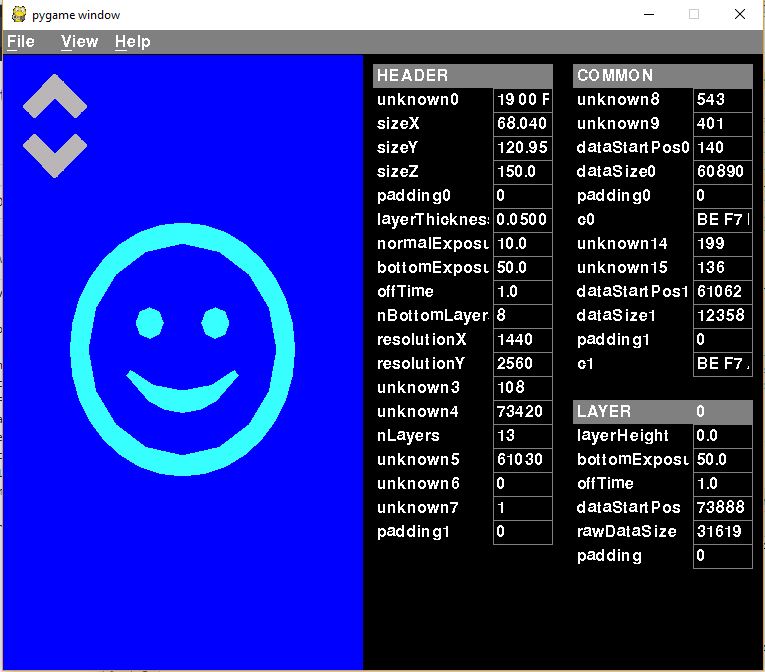 pygame window
File View Help
HEADER
unknown0 19 00 F
sizeX 68.040
sizeY 120.95
sizeZ 150.0
padding0 0
layerThicknes 0.0500
normalExposu 10.0
bottomExposu 50.0
offTime 1.0
nBottomLayer 8
resolutionX 1440
resolutionY 2560
unknown3 108
unknown4 73420
nLayers 13
unknown5 61030
unknown6 0
unknown7 1
padding1 0
COMMON
unknown8 543
unknown9 401
dataStartPos0 140
dataSize0 60890
padding0 0
c0 BE F7
unknown14 199
unknown15 136
dataStartPos1 61062
dataSize1 12358
padding1 0
c1 BE F7
LAYER 0
layerHeight 0.0
bottomExposu 50.0
offTime 1.0
dataStartPos 73888
rawDataSize 31619
padding 0